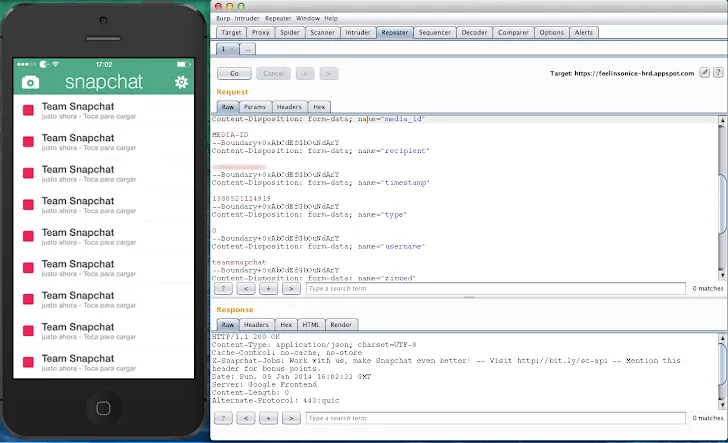 17:02
snapchat
Team Snapchat
justo ahora - Toca para cargar
Team Snapchat
justo ahora - Toca para cargar
Team Snapchat
justo ahora - Toca para cargar
Team Snapchat
justo ahora - Toca para cargar
Team Snapchat
justo ahora - Toca para cargar
Team Snapchat
justo ahora - Toca para cargar
Team Snapchat
justo ahora - Toca para cargar
Team Snapchat
justo ahora - Toca para cargar
Team Snapchat
justo ahora - Toca para cargar
Burp Intruder Repeater Window Help
Target Proxy Spider Scanner Intruder Repeater Sequencer Decoder Comparer Options Alerts
1 × ...
Go Cancel < > Target: https://feelinsonice-hrd.appspot.com ?
Request
Raw Params Headers Hex
Content-Disposition: form-data; name="media_id"
MEDIA-ID
--Boundary+0xAbCdEfGbOuNdArY
Content-Disposition: form-data; name="recipient"
--Boundary+0xAbCdEfGbOuNdArY
Content-Disposition: form-data; name="timestamp"
1388521124919
--Boundary+0xAbCdEfGbOuNdArY
Content-Disposition: form-data; name="type"
0
--Boundary+0xAbCdEfGbOuNdArY
Content-Disposition: form-data; name="username"
teamsnapchat
--Boundary+0xAbCdEfGbOuNdArY
Content-Disposition: form-data; name="zipped"
? < + > Type a search term 0 matches
Response
Raw Headers Hex HTML Render
HTTP/1.1 200 OK
Content-Type: application/json; charset=UTF-8
Cache-Control: no-cache, no-store
X-Snapchat-Jobs: Work with us, make Snapchat even better! -- Visit http://bit.ly/sc-api -- Mention this
header for bonus points.
Date: Sun, 05 Jan 2014 16:02:32 GMT
Server: Google Frontend
Content-Length: 0
Alternate-Protocol: 443:quic
? < + > Type a search term 0 matches